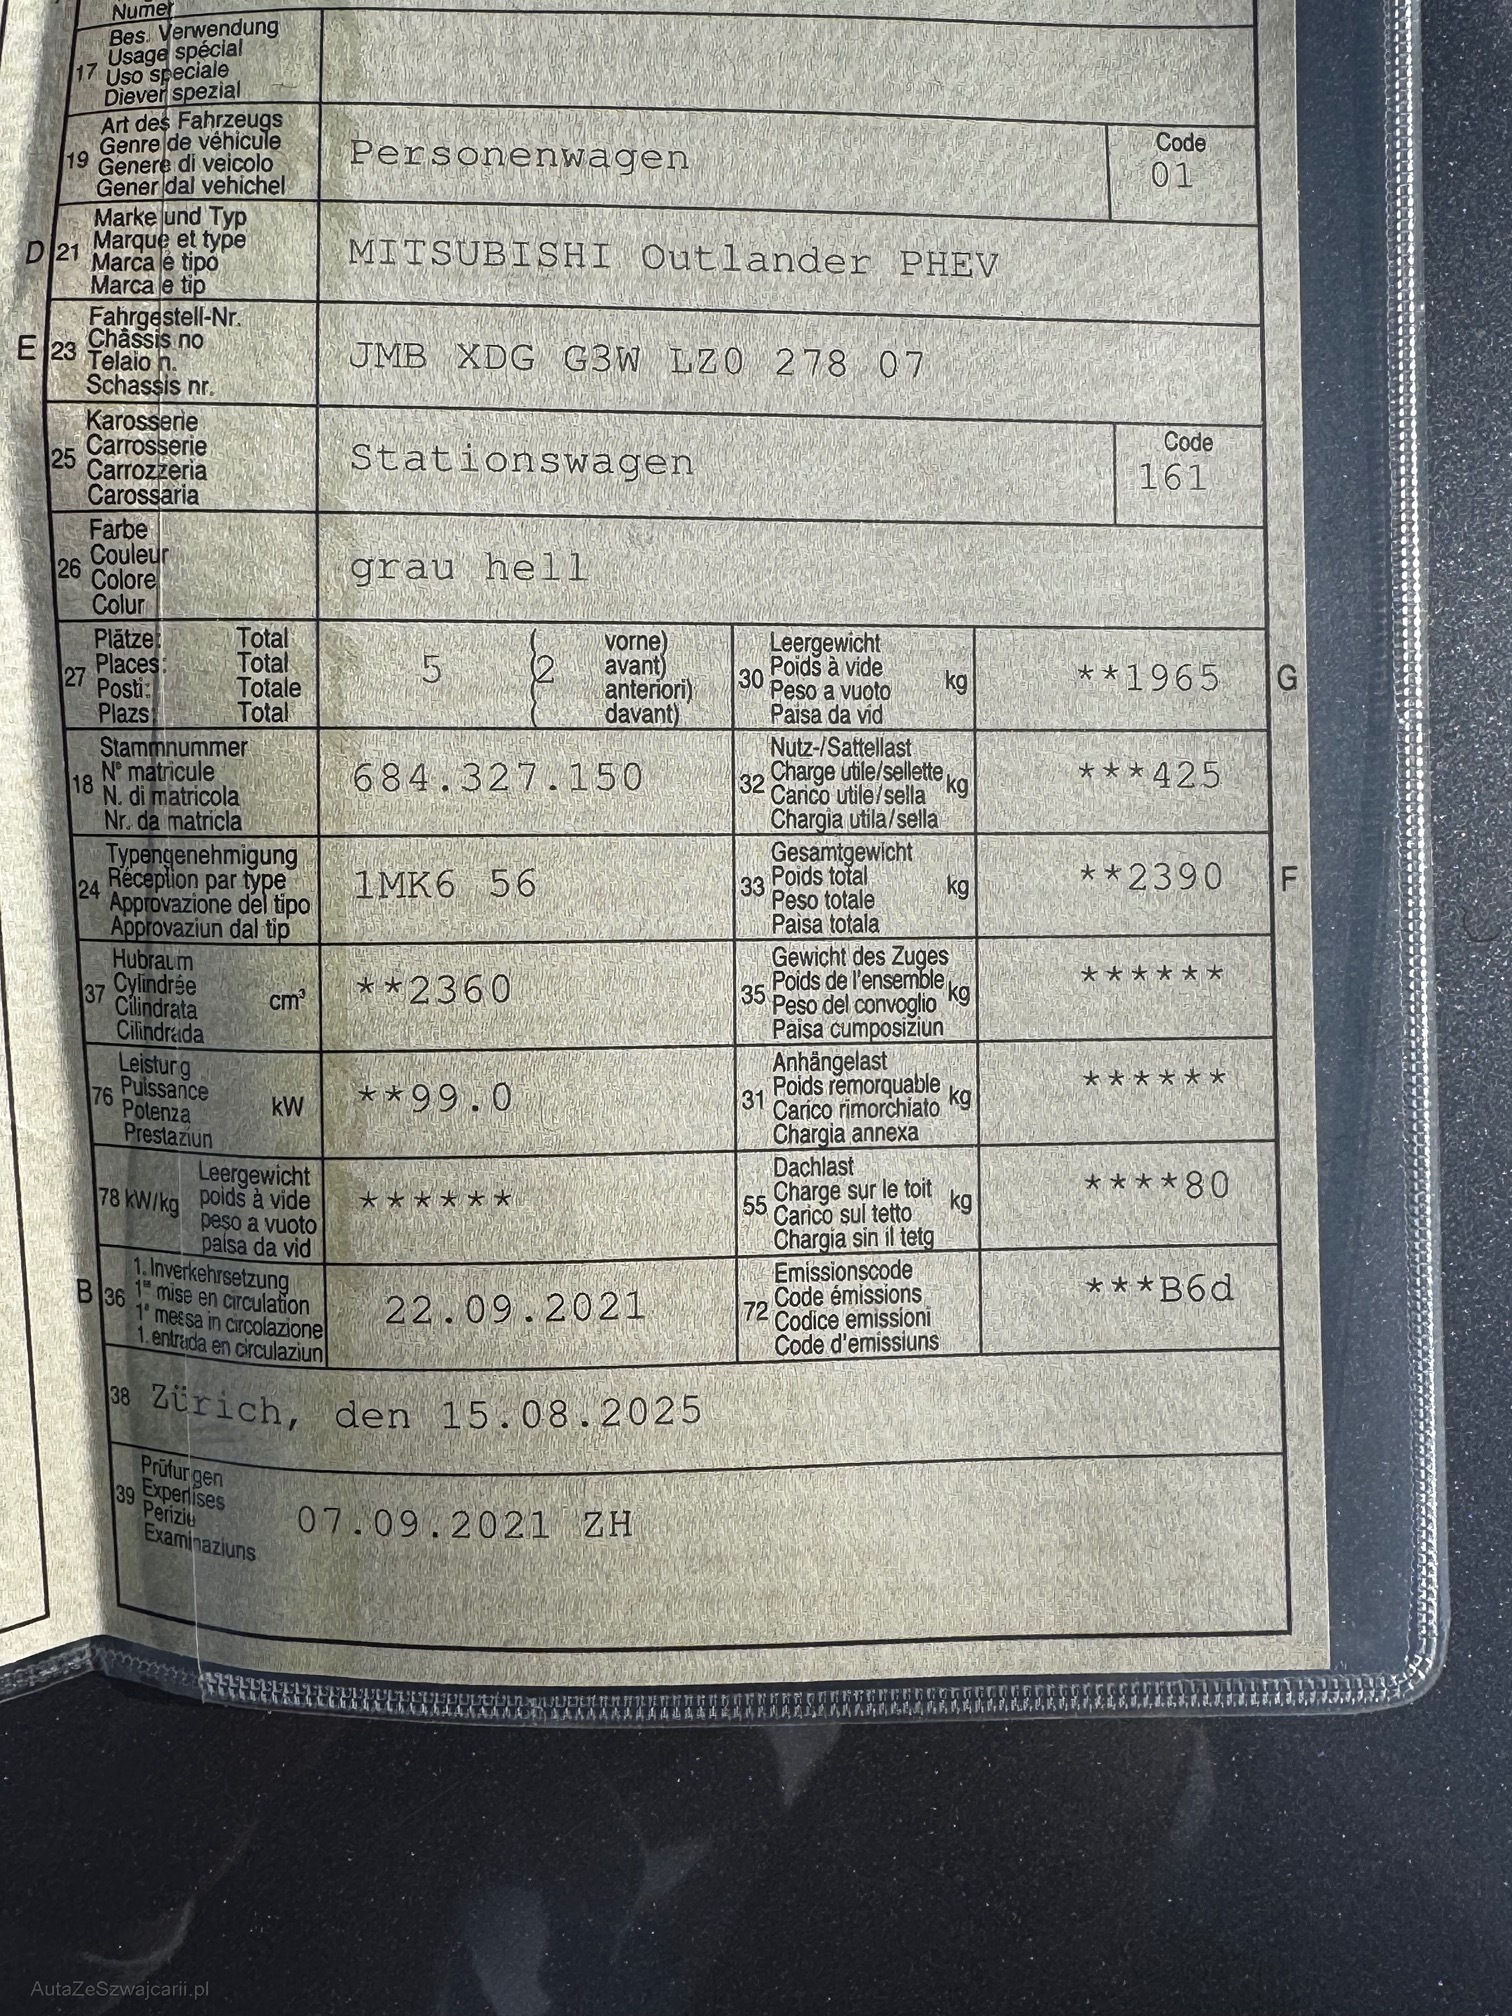 Numer
17 Bes. Verwendung
Usage spécial
Uso speciale
Diever spezial
19 Art des Fahrzeugs
Genre de véhicule
Genere di veicolo
Gener dal vehichel
Personenwagen
Code
01
D 21 Marke und Typ
Marque et type
Marca e tipo
Marca e tip
MITSUBISHI Outlander PHEV
E 23 Fahrgestell-Nr.
Châssis no
Telaio n.
Schassis nr.
JMB XDG G3W LZ0 278 07
25 Karosserie
Carrosserie
Carrozzeria
Carossaria
Stationswagen
Code
161
26 Farbe
Couleur
Colore
Colur
grau hell
27 Plätze: Total
Places: Total
Posti: Totale
Plazs: Total
5 (2 vorne)
avant)
anteriori)
davant)
30 Leergewicht
Poids à vide
Peso a vuoto kg
Paisa da vid
**1965 G
18 Stammnummer
N° matricule
N. di matricola
Nr. da matricla
684.327.150
32 Nutz-/Sattellast
Charge utile/sellette kg
Carico utile/sella
Chargia utila/sella
***425
24 Typengenehmigung
Réception par type
Approvazione del tipo
Approvaziun dal tip
1MK6 56
33 Gesamtgewicht
Poids total kg
Peso totale
Paisa totala
**2390 F
37 Hubraum
Cylindrée cm³
Cilindrata
Cilindrada
**2360
35 Gewicht des Zuges
Poids de l'ensemble kg
Peso del convoglio
Paisa cumposiziun
******
76 Leistung
Puissance
Potenza kW
Prestaziun
**99.0
31 Anhängelast
Poids remorquable kg
Carico rimorchiato
Chargia annexa
******
78 kW/kg Leergewicht
poids à vide
peso a vuoto
paisa da vid
******
55 Dachlast
Charge sur le toit kg
Carico sul tetto
Chargia sin il tetg
****80
B 36 1. Inverkehrsetzung
1re mise en circulation
1a messa in circolazione
1. entrada en circulaziun
22.09.2021
72 Emissionscode
Code émissions
Codice emissioni
Code d'emissiuns
***B6d
38 Zürich, den 15.08.2025
39 Prüfungen
Expertises
Perizie
Examinaziuns
07.09.2021 ZH
AutaZeSzwajcarii.pl